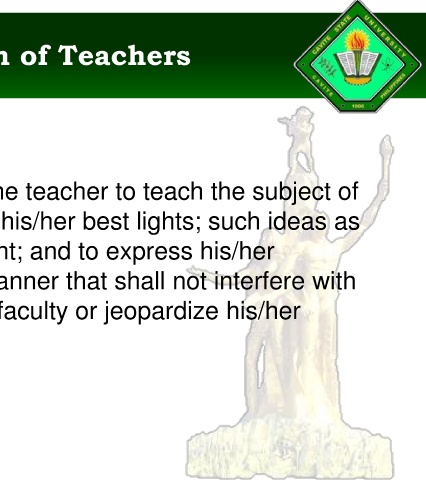 n of Teachers
CAVITE STATE UNIVERSITY
CAVITE PHILIPPINES
1906
ne teacher to teach the subject of
his/her best lights; such ideas as
nt; and to express his/her
anner that shall not interfere with
faculty or jeopardize his/her